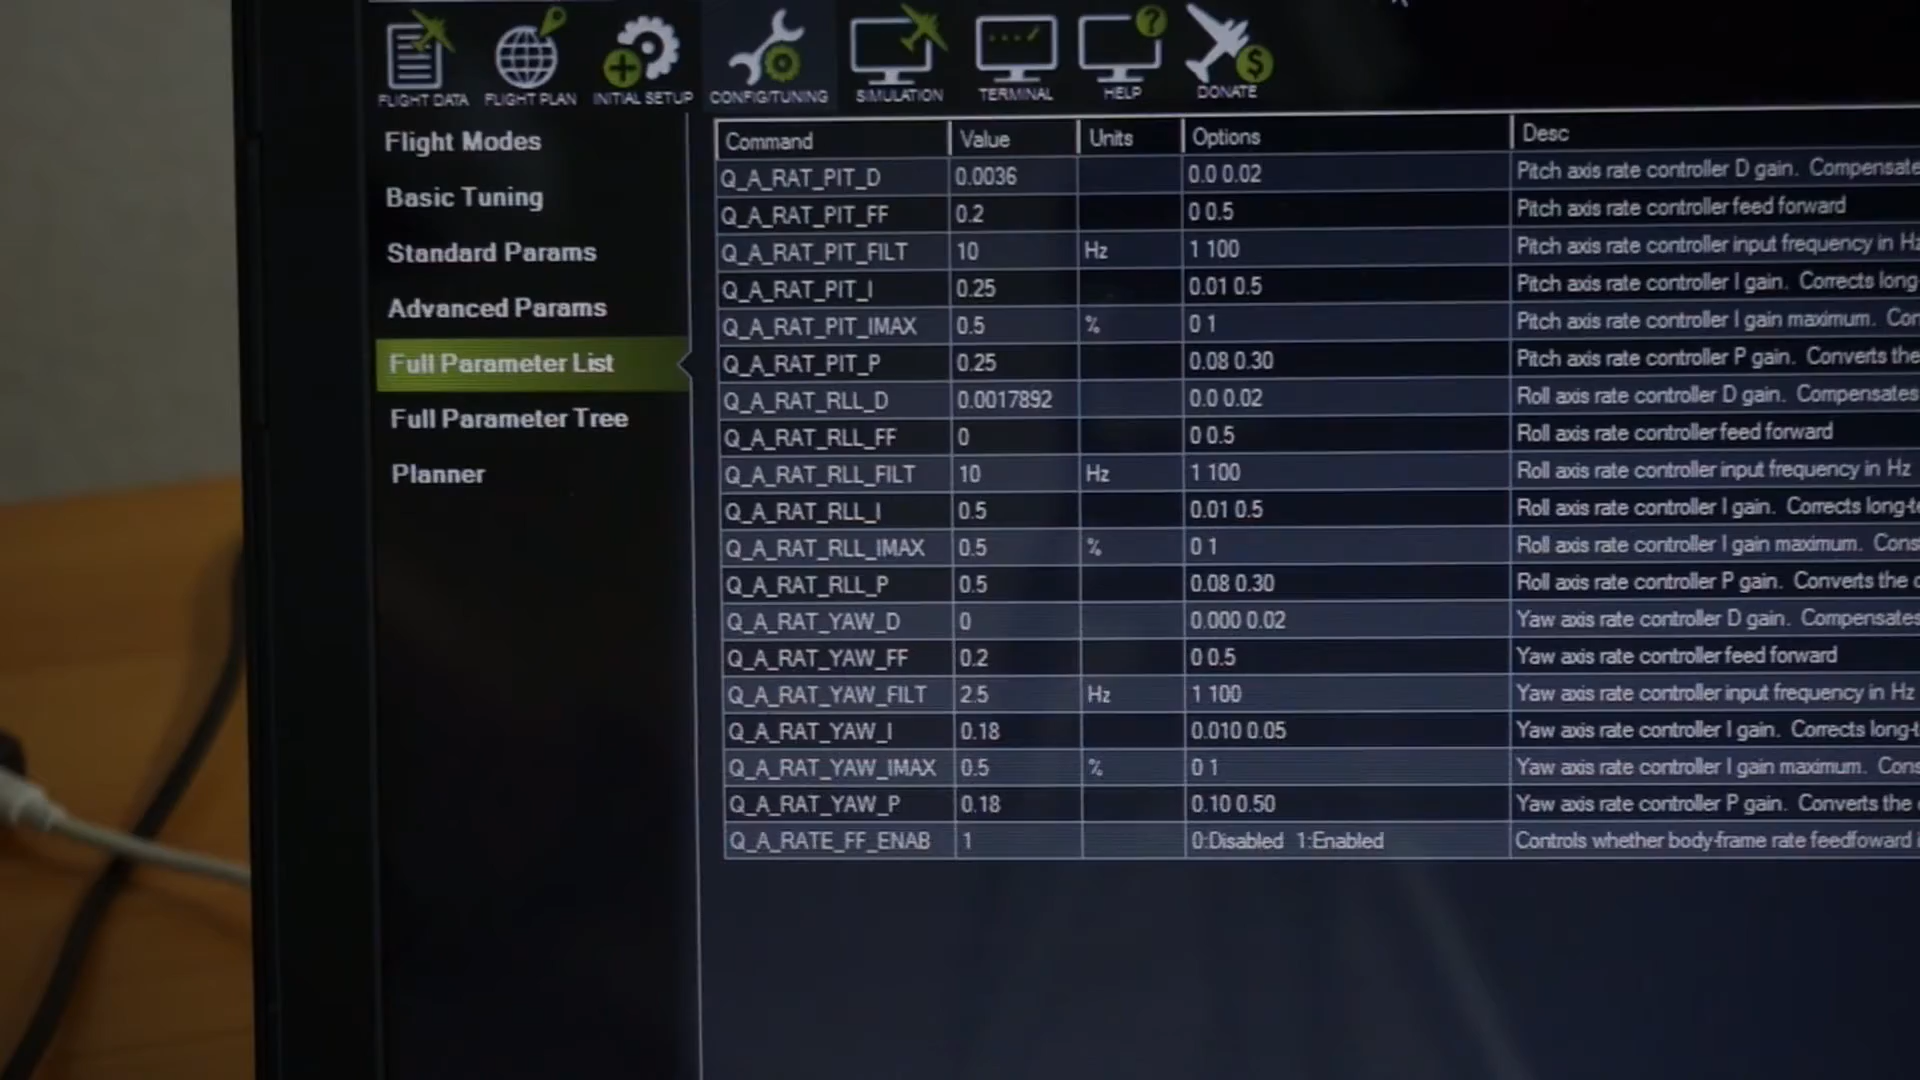 FLIGHT DATA FLIGHT PLAN INITIAL SETUP CONFIG/TUNING SIMULATION TERMINAL HELP DONATE
Flight Modes
Basic Tuning
Standard Params
Advanced Params
Full Parameter List
Full Parameter Tree
Planner
Command Value Units Options Desc
Q_A_RAT_PIT_D 0.0036 0.0 0.02 Pitch axis rate controller D gain. Compensates
Q_A_RAT_PIT_FF 0.2 0 0.5 Pitch axis rate controller feed forward
Q_A_RAT_PIT_FILT 10 Hz 1 100 Pitch axis rate controller input frequency in Hz
Q_A_RAT_PIT_I 0.25 0.01 0.5 Pitch axis rate controller I gain. Corrects long-
Q_A_RAT_PIT_IMAX 0.5 % 0 1 Pitch axis rate controller I gain maximum. Con
Q_A_RAT_PIT_P 0.25 0.08 0.30 Pitch axis rate controller P gain. Converts the
Q_A_RAT_RLL_D 0.0017892 0.0 0.02 Roll axis rate controller D gain. Compensates
Q_A_RAT_RLL_FF 0 0 0.5 Roll axis rate controller feed forward
Q_A_RAT_RLL_FILT 10 Hz 1 100 Roll axis rate controller input frequency in Hz
Q_A_RAT_RLL_I 0.5 0.01 0.5 Roll axis rate controller I gain. Corrects long-t
Q_A_RAT_RLL_IMAX 0.5 % 0 1 Roll axis rate controller I gain maximum. Cons
Q_A_RAT_RLL_P 0.5 0.08 0.30 Roll axis rate controller P gain. Converts the
Q_A_RAT_YAW_D 0 0.000 0.02 Yaw axis rate controller D gain. Compensates
Q_A_RAT_YAW_FF 0.2 0 0.5 Yaw axis rate controller feed forward
Q_A_RAT_YAW_FILT 2.5 Hz 1 100 Yaw axis rate controller input frequency in Hz
Q_A_RAT_YAW_I 0.18 0.010 0.05 Yaw axis rate controller I gain. Corrects long-t
Q_A_RAT_YAW_IMAX 0.5 % 0 1 Yaw axis rate controller I gain maximum. Cons
Q_A_RAT_YAW_P 0.18 0.10 0.50 Yaw axis rate controller P gain. Converts the
Q_A_RATE_FF_ENAB 1 0:Disabled 1:Enabled Controls whether body-frame rate feedfoward i